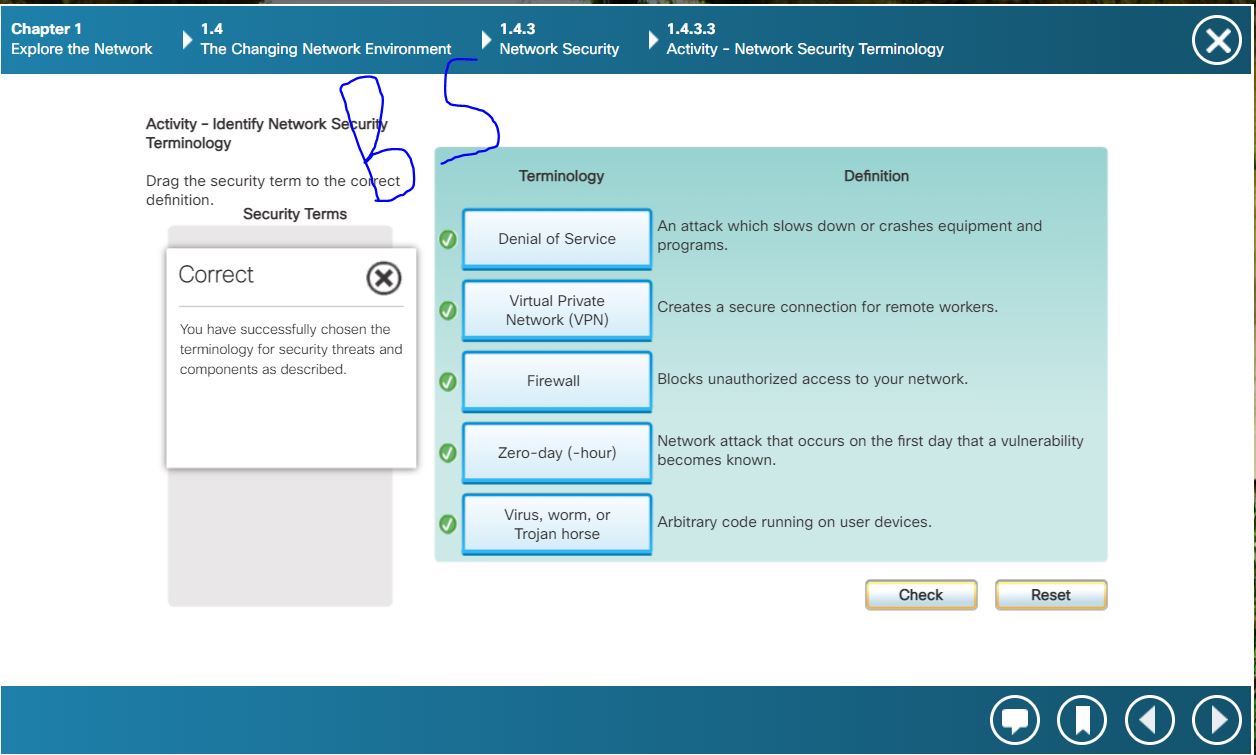 Chapter 1
Explore the Network
1.4
The Changing Network Environment
1.4.3
Network Security
1.4.3.3
Activity – Network Security Terminology
B S
Activity – Identify Network Security
Terminology
Drag the security term to the correct
definition.
Security Terms
Correct
You have successfully chosen the
terminology for security threats and
components as described.
Terminology
Definition
Denial of Service
An attack which slows down or crashes equipment and
programs.
Virtual Private
Network (VPN)
Creates a secure connection for remote workers.
Firewall
Blocks unauthorized access to your network.
Zero-day (-hour)
Network attack that occurs on the first day that a vulnerability
becomes known.
Virus, worm, or
Trojan horse
Arbitrary code running on user devices.
Check
Reset